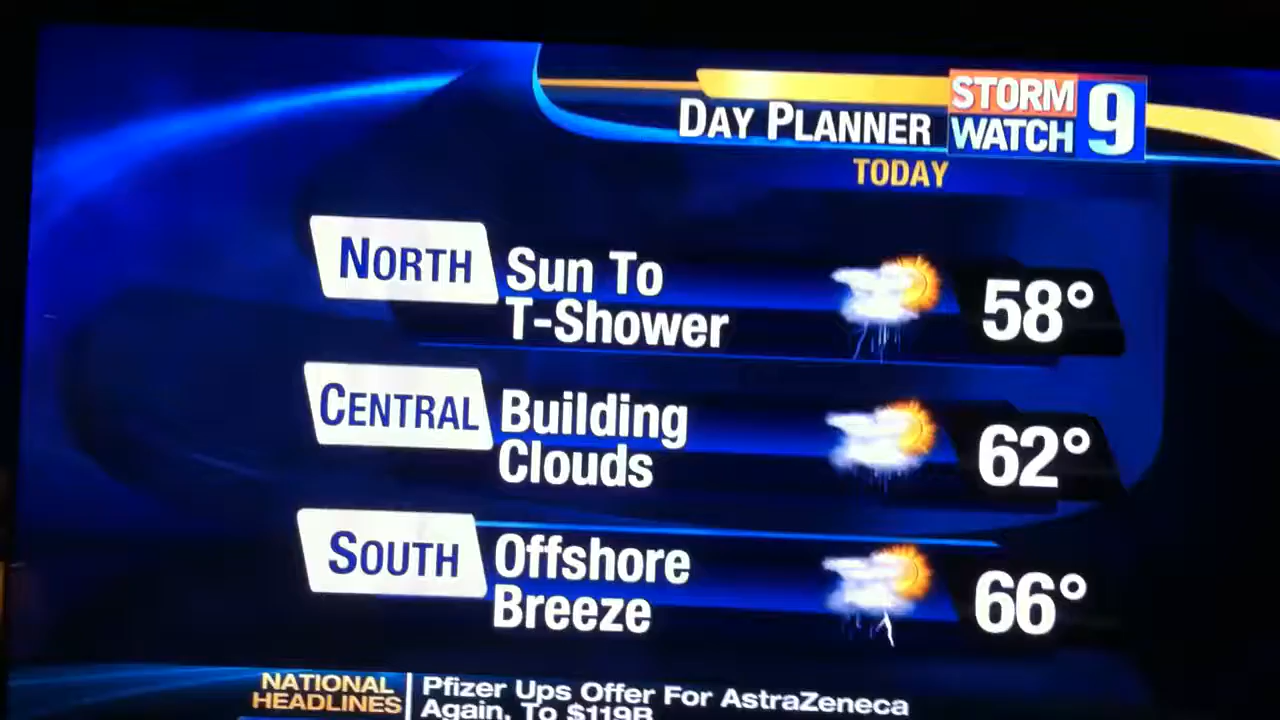 DAY PLANNER
STORM
WATCH 9
TODAY
NORTH
Sun To
T-Shower
58°
CENTRAL
Building
Clouds
62°
SOUTH
Offshore
Breeze
66°
NATIONAL
HEADLINES
Pfizer Ups Offer For AstraZeneca
Again, To $119B